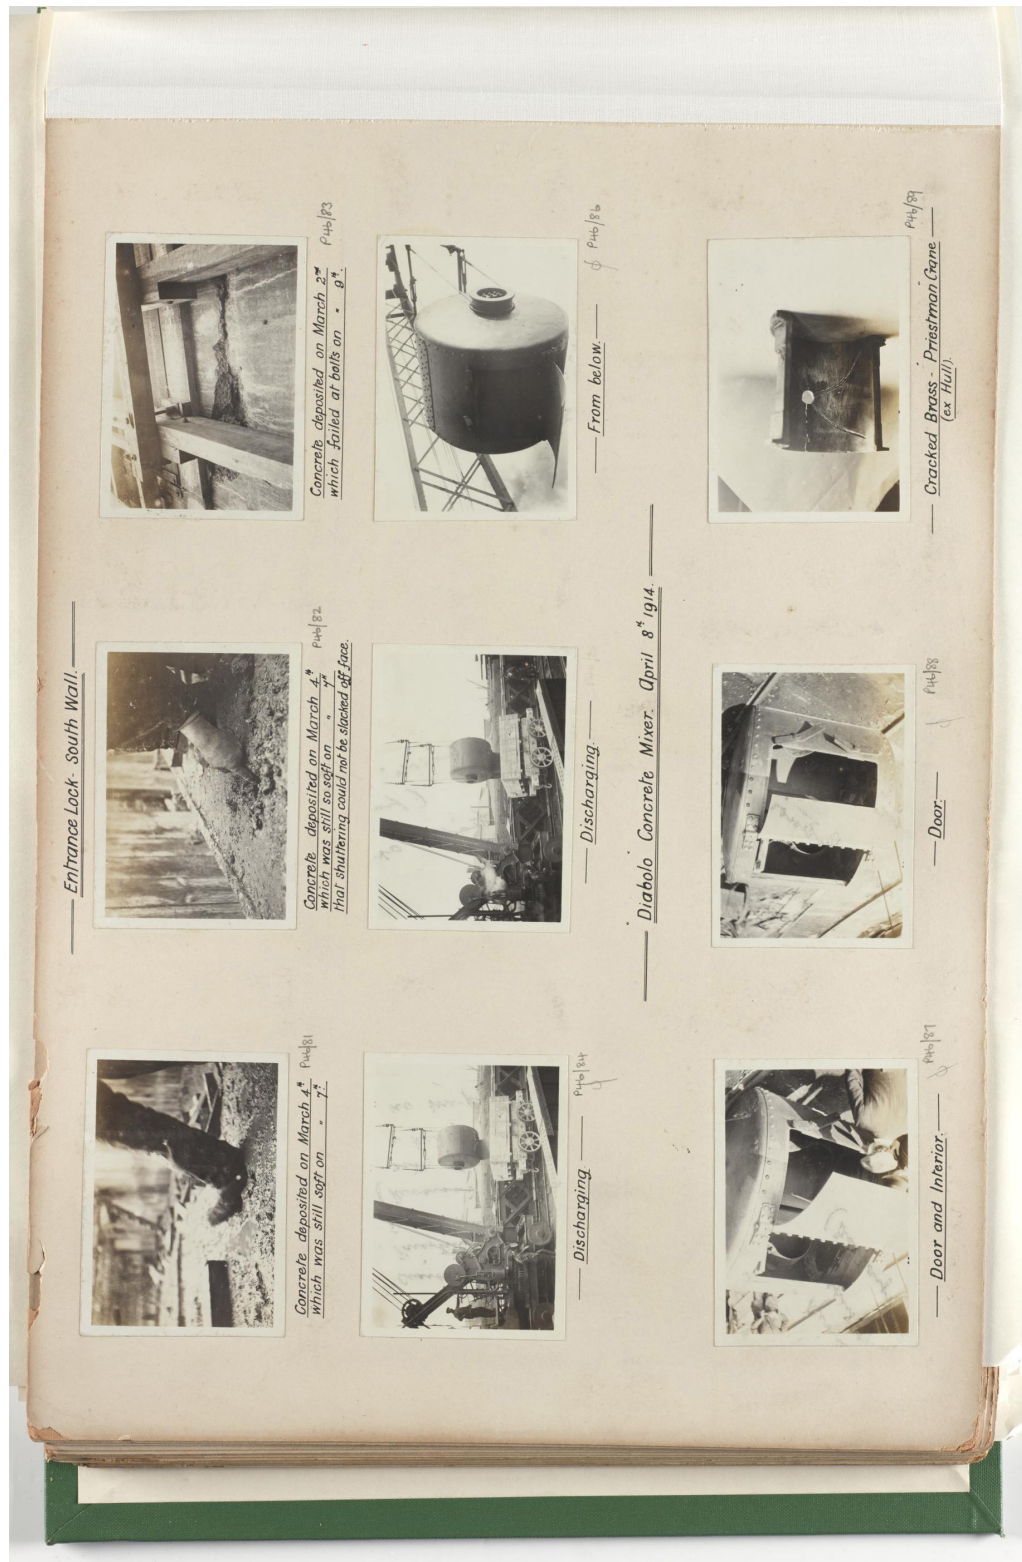 Entrance Lock - South Wall.
P46/81
Concrete deposited on March 4th
which was still soft on " 7th.
P46/82
Concrete deposited on March 4th
which was still so soft on " 7th
that shuttering could not be slacked off face.
P46/83
Concrete deposited on March 2nd
which failed at bolts on " 9th.
P46/84
Discharging
Discharging.
P46/86
From below.
Diabolo Concrete Mixer. April 8th 1914.
P46/87
Door and Interior.
P46/88
Door.
P46/89
Cracked Brass - Priestman Crane
(ex Hull).